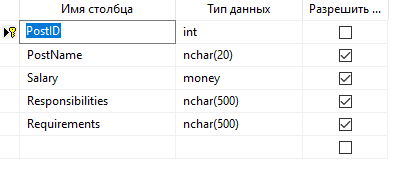 Имя столбца Тип данных Разрешить ...
PostID int
PostName nchar(20)
Salary money
Responsibilities nchar(500)
Requirements nchar(500)